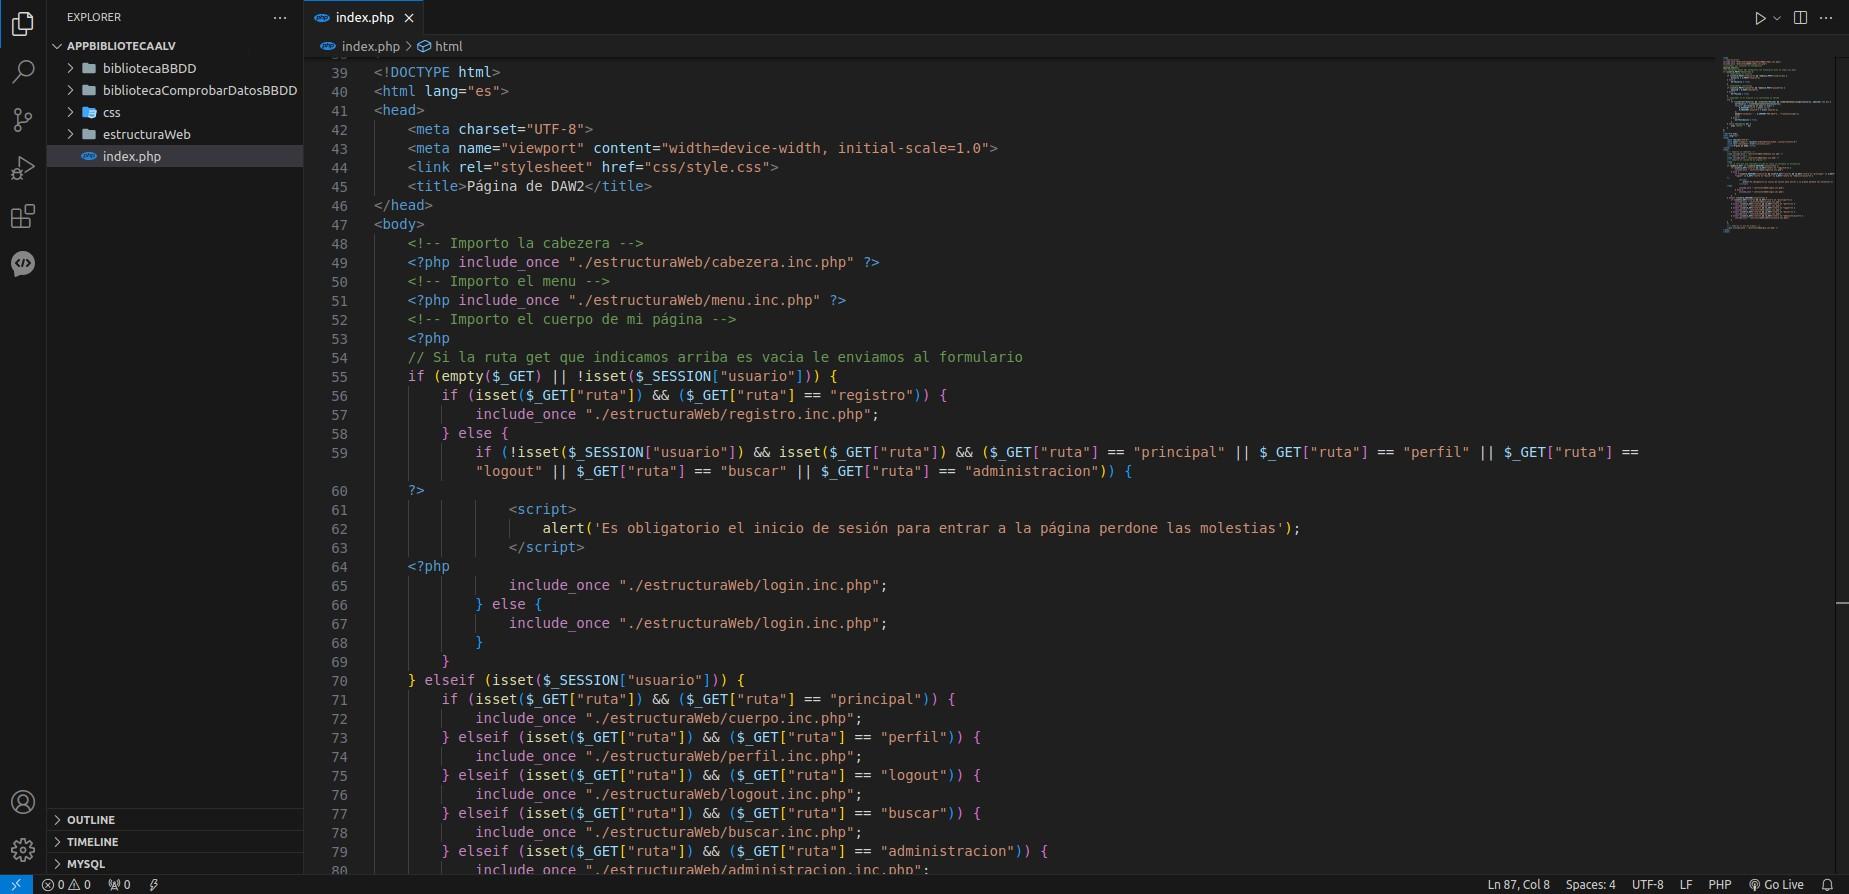 EXPLORER
index.php
APPBIBLIOTECAALV
bibliotecaBBDD
bibliotecaComprobarDatosBBDD
css
estructuraWeb
index.php
OUTLINE
TIMELINE
MYSQL
index.php > html
39 <!DOCTYPE html>
40 <html lang="es">
41 <head>
42 <meta charset="UTF-8">
43 <meta name="viewport" content="width=device-width, initial-scale=1.0">
44 <link rel="stylesheet" href="css/style.css">
45 <title>Página de DAW2</title>
46 </head>
47 <body>
48 <!-- Importo la cabezera -->
49 <?php include_once "./estructuraWeb/cabezera.inc.php" ?>
50 <!-- Importo el menu -->
51 <?php include_once "./estructuraWeb/menu.inc.php" ?>
52 <!-- Importo el cuerpo de mi página -->
53 <?php
54 // Si la ruta get que indicamos arriba es vacia le enviamos al formulario
55 if (empty($_GET) || !isset($_SESSION["usuario"])) {
56 if (isset($_GET["ruta"]) && ($_GET["ruta"] == "registro")) {
57 include_once "./estructuraWeb/registro.inc.php";
58 } else {
59 if (!isset($_SESSION["usuario"]) && isset($_GET["ruta"]) && ($_GET["ruta"] == "principal" || $_GET["ruta"] == "perfil" || $_GET["ruta"] ==
"logout" || $_GET["ruta"] == "buscar" || $_GET["ruta"] == "administracion")) {
60 ?>
61 <script>
62 alert('Es obligatorio el inicio de sesión para entrar a la página perdone las molestias');
63 </script>
64 <?php
65 include_once "./estructuraWeb/login.inc.php";
66 } else {
67 include_once "./estructuraWeb/login.inc.php";
68 }
69 }
70 } elseif (isset($_SESSION["usuario"])) {
71 if (isset($_GET["ruta"]) && ($_GET["ruta"] == "principal")) {
72 include_once "./estructuraWeb/cuerpo.inc.php";
73 } elseif (isset($_GET["ruta"]) && ($_GET["ruta"] == "perfil")) {
74 include_once "./estructuraWeb/perfil.inc.php";
75 } elseif (isset($_GET["ruta"]) && ($_GET["ruta"] == "logout")) {
76 include_once "./estructuraWeb/logout.inc.php";
77 } elseif (isset($_GET["ruta"]) && ($_GET["ruta"] == "buscar")) {
78 include_once "./estructuraWeb/buscar.inc.php";
79 } elseif (isset($_GET["ruta"]) && ($_GET["ruta"] == "administracion")) {
80 include_once "./estructuraWeb/administracion.inc.php";
0 0 0 Ln 87, Col 8 Spaces: 4 UTF-8 LF PHP Go Live